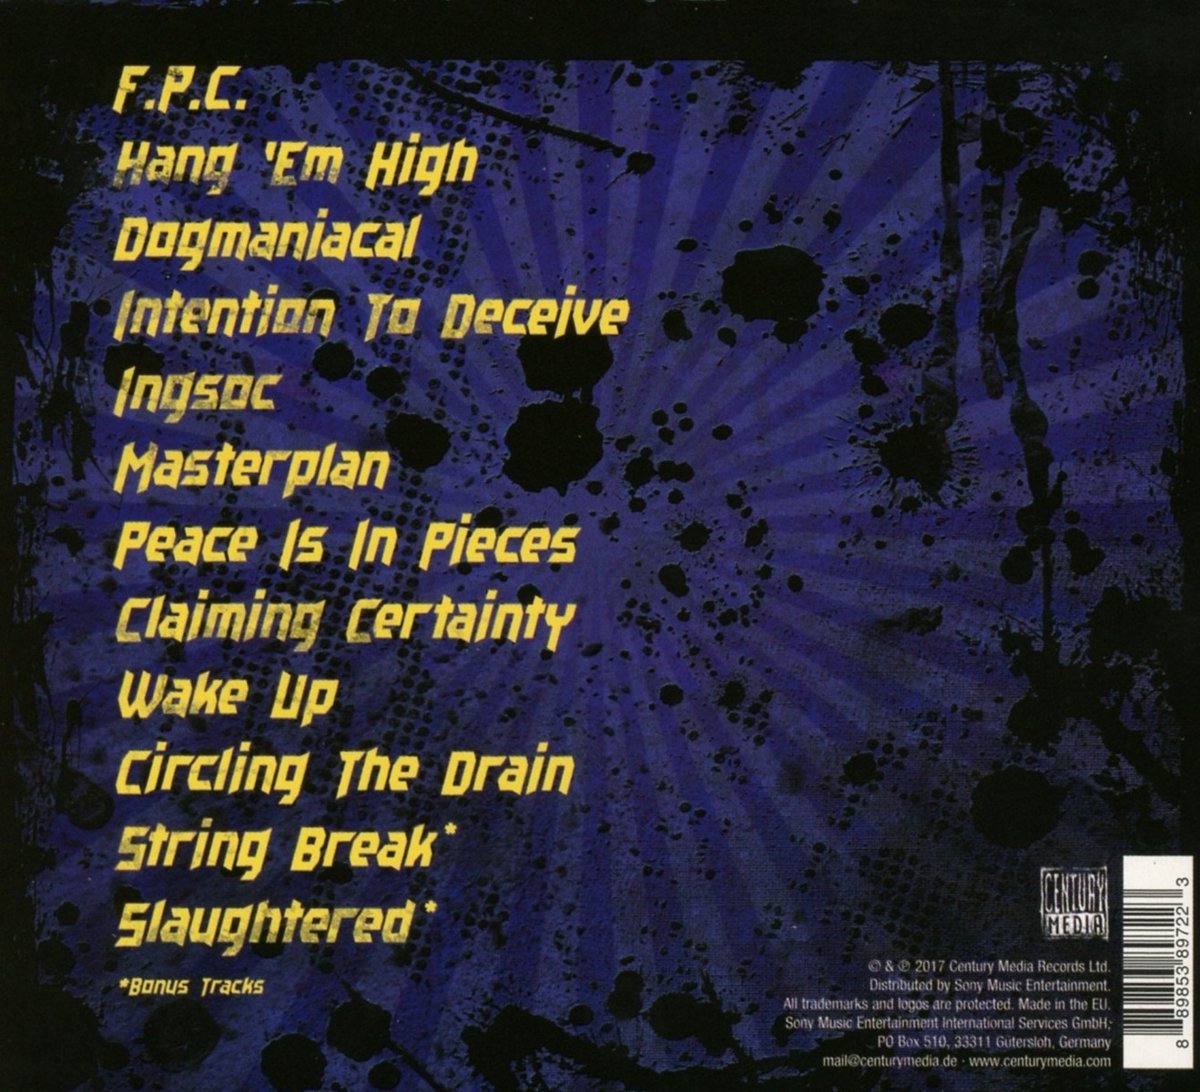 F.P.C.
Hang 'Em High
Dogmaniacal
Intention To Deceive
Ingsoc
Masterplan
Peace Is In Pieces
Claiming Certainty
Wake Up
Circling The Drain
String Break*
Slaughtered*
*Bonus Tracks
CENTURY
MEDIA
© & ℗ 2017 Century Media Records Ltd.
Distributed by Sony Music Entertainment.
All trademarks and logos are protected. Made in the EU.
Sony Music Entertainment International Services GmbH;
PO Box 510, 33311 Gütersloh, Germany
mail@centurymedia.de · www.centurymedia.com
8 89853 89722 3